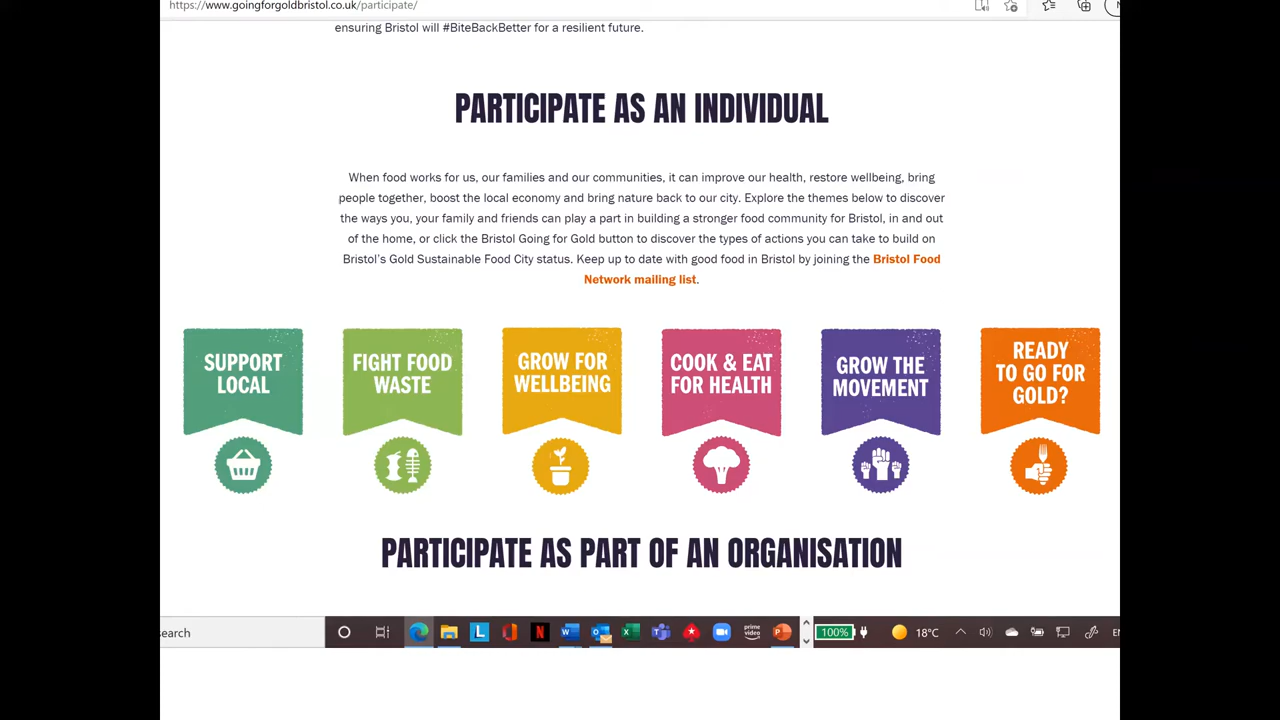 https://www.goingforgoldbristol.co.uk/participate/
ensuring Bristol will #BiteBackBetter for a resilient future.
PARTICIPATE AS AN INDIVIDUAL
When food works for us, our families and our communities, it can improve our health, restore wellbeing, bring
people together, boost the local economy and bring nature back to our city. Explore the themes below to discover
the ways you, your family and friends can play a part in building a stronger food community for Bristol, in and out
of the home, or click the Bristol Going for Gold button to discover the types of actions you can take to build on
Bristol's Gold Sustainable Food City status. Keep up to date with good food in Bristol by joining the Bristol Food
Network mailing list.
SUPPORT
LOCAL
FIGHT FOOD
WASTE
GROW FOR
WELLBEING
COOK & EAT
FOR HEALTH
GROW THE
MOVEMENT
READY
TO GO FOR
GOLD?
PARTICIPATE AS PART OF AN ORGANISATION
earch
L
N
prime
video
100%
18°C